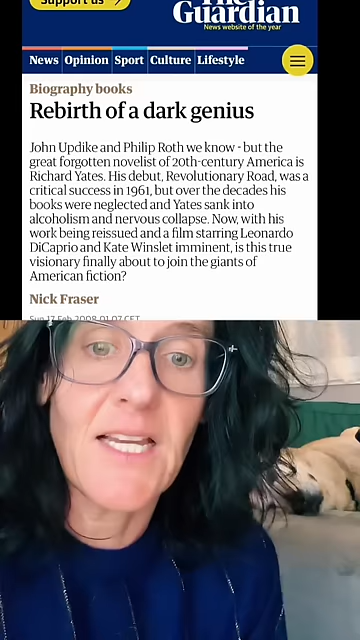 Support us
The
Guardian
News website of the year
News Opinion Sport Culture Lifestyle
Biography books
Rebirth of a dark genius
John Updike and Philip Roth we know - but the
great forgotten novelist of 20th-century America is
Richard Yates. His debut, Revolutionary Road, was a
critical success in 1961, but over the decades his
books were neglected and Yates sank into
alcoholism and nervous collapse. Now, with his
work being reissued and a film starring Leonardo
DiCaprio and Kate Winslet imminent, is this true
visionary finally about to join the giants of
American fiction?
Nick Fraser
Sun 17 Feb 2008 01.07 CET